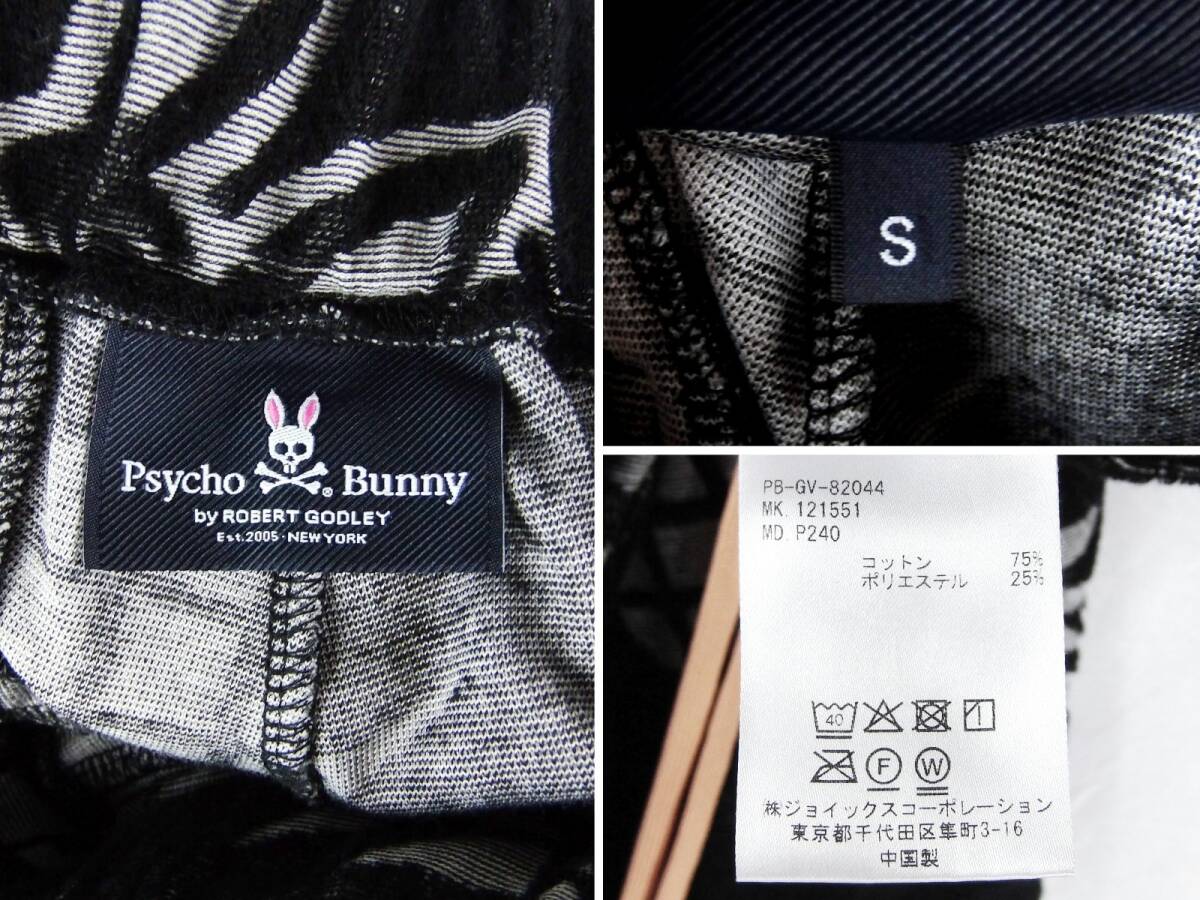 Psycho Bunny®
by ROBERT GODLEY
Est.2005·NEW YORK
S
PB-GV-82044
MK. 121551
MD. P240
コットン 75%
ポリエステル 25%
40
F W
株ジョイックスコーポレーション
東京都千代田区隼町3-16
中国製